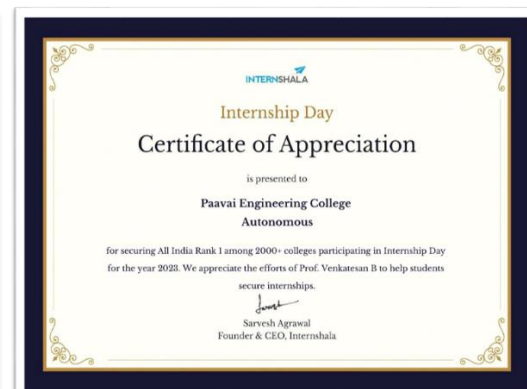 INTERNSHALA
Internship Day
Certificate of Appreciation
is presented to
Paavai Engineering College
Autonomous
for securing All India Rank 1 among 2000+ colleges participating in Internship Day
for the year 2023. We appreciate the efforts of Prof. Venkatesan B to help students
secure internships.
Sarvesh Agrawal
Founder & CEO, Internshala